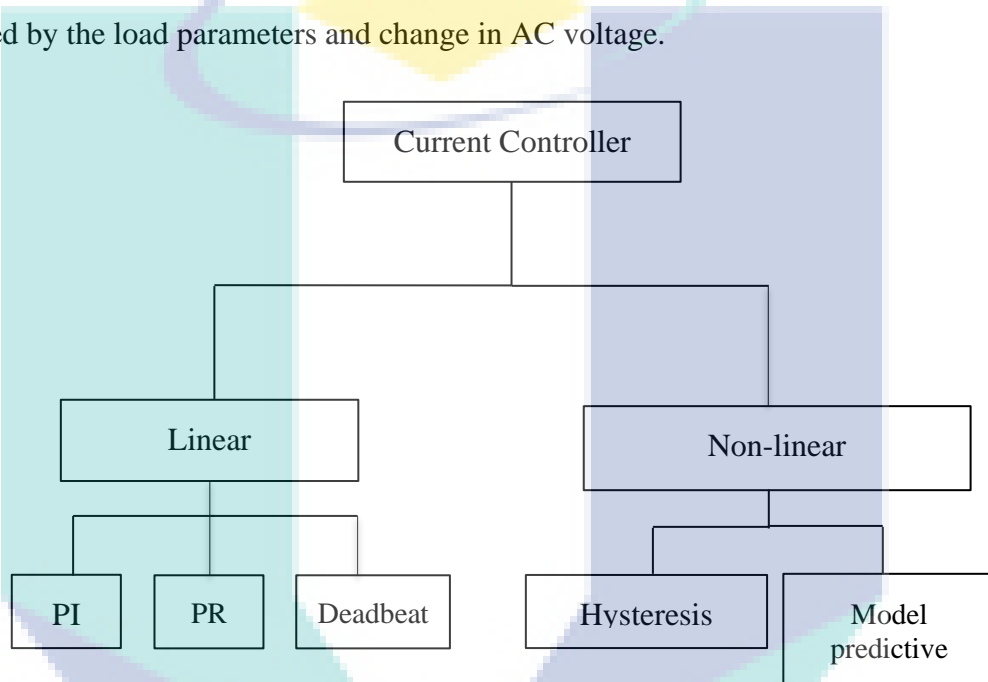 ed by the load parameters and change in AC voltage.
Current Controller
Linear
Non-linear
PI
PR
Deadbeat
Hysteresis
Model
predictive